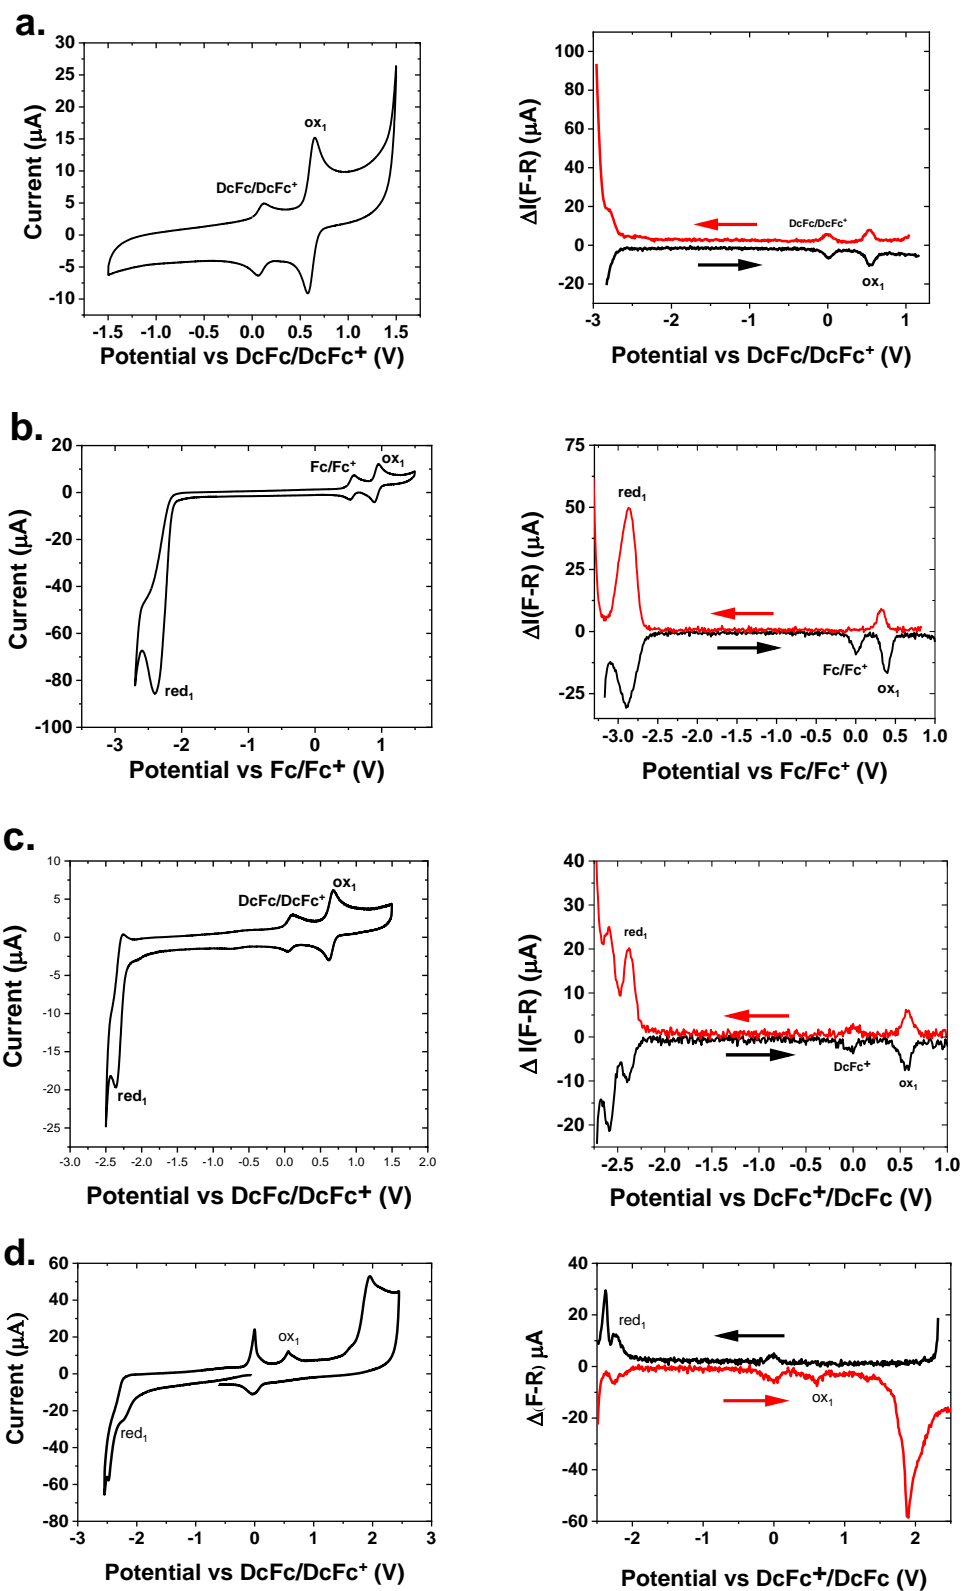 a.
30
25
20
15
10
5
0
-5
-10
Current (μA)
ox₁
DcFc/DcFc⁺
-1.5 -1.0 -0.5 0.0 0.5 1.0 1.5
Potential vs DcFc/DcFc⁺ (V)
100
80
60
40
20
0
-20
ΔI(F-R) (μA)
DcFc/DcFc⁺
ox₁
-3 -2 -1 0 1
Potential vs DcFc/DcFc⁺ (V)
b.
20
0
-20
-40
-60
-80
-100
Current (μA)
Fc/Fc⁺
ox₁
red₁
-3 -2 -1 0 1
Potential vs Fc/Fc⁺ (V)
75
50
25
0
-25
ΔI(F-R) (μA)
red₁
Fc/Fc⁺
ox₁
-3.0 -2.5 -2.0 -1.5 -1.0 -0.5 0.0 0.5 1.0
Potential vs Fc/Fc⁺ (V)
c.
10
5
0
-5
-10
-15
-20
-25
Current (μA)
ox₁
DcFc/DcFc⁺
red₁
-3.0 -2.5 -2.0 -1.5 -1.0 -0.5 0.0 0.5 1.0 1.5 2.0
Potential vs DcFc/DcFc⁺ (V)
40
30
20
10
0
-10
-20
Δ I(F-R) (μA
red₁
DcFc⁺
ox₁
-2.5 -2.0 -1.5 -1.0 -0.5 0.0 0.5 1.0
Potential vs DcFc⁺/DcFc (V)
d.
60
40
20
0
-20
-40
-60
-80
Current (μA)
ox₁
red₁
-3 -2 -1 0 1 2 3
Potential vs DcFc/DcFc⁺ (V)
40
20
0
-20
-40
-60
Δ(F-R) μA
red₁
ox₁
-2 -1 0 1 2
Potential vs DcFc⁺/DcFc (V)